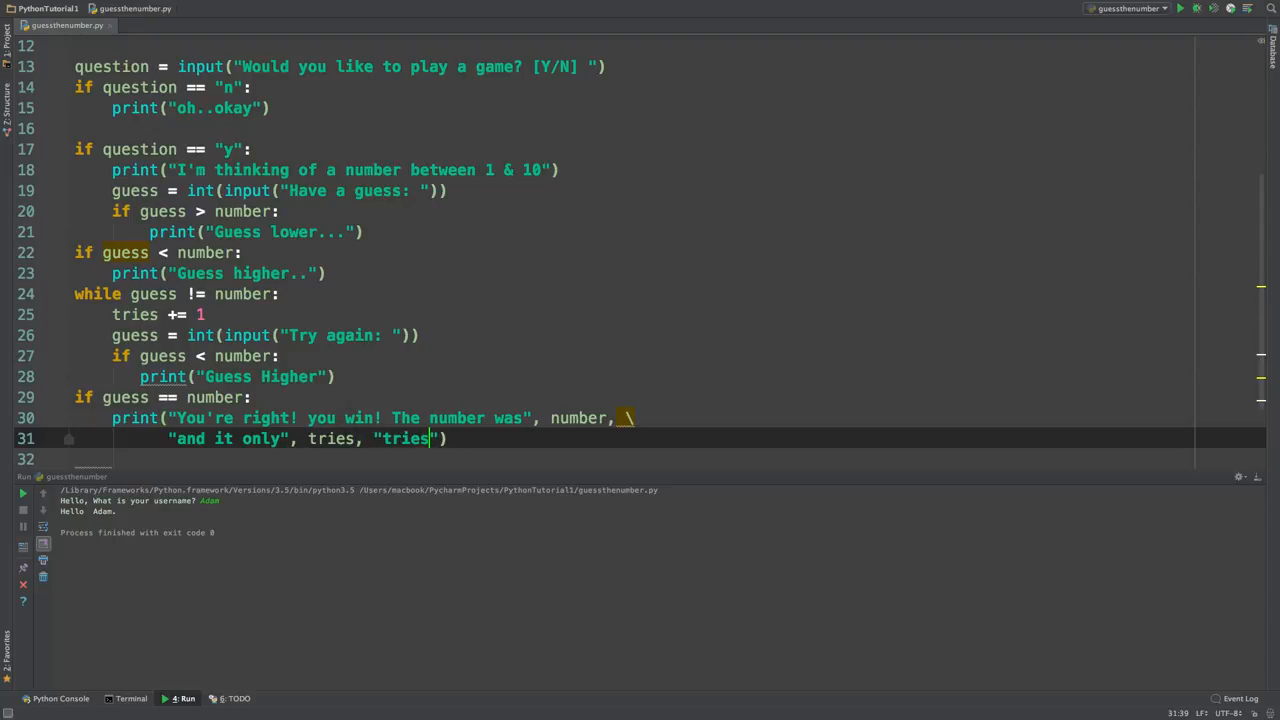 PythonTutorial1 guessthenumber.py guessthenumber
guessthenumber.py
1: Project
Z: Structure
Database
12
13 question = input("Would you like to play a game? [Y/N] ")
14 if question == "n":
15 print("oh..okay")
16
17 if question == "y":
18 print("I'm thinking of a number between 1 & 10")
19 guess = int(input("Have a guess: "))
20 if guess > number:
21 print("Guess lower...")
22 if guess < number:
23 print("Guess higher..")
24 while guess != number:
25 tries += 1
26 guess = int(input("Try again: "))
27 if guess < number:
28 print("Guess Higher")
29 if guess == number:
30 print("You're right! you win! The number was", number, \
31 "and it only", tries, "tries")
32
Run guessthenumber
/Library/Frameworks/Python.framework/Versions/3.5/bin/python3.5 /Users/macbook/PycharmProjects/PythonTutorial1/guessthenumber.py
Hello, What is your username? Adam
Hello  Adam.
Process finished with exit code 0
2: Favorites
Python Console Terminal 4: Run 6: TODO Event Log
31:39 LF÷ UTF-8÷